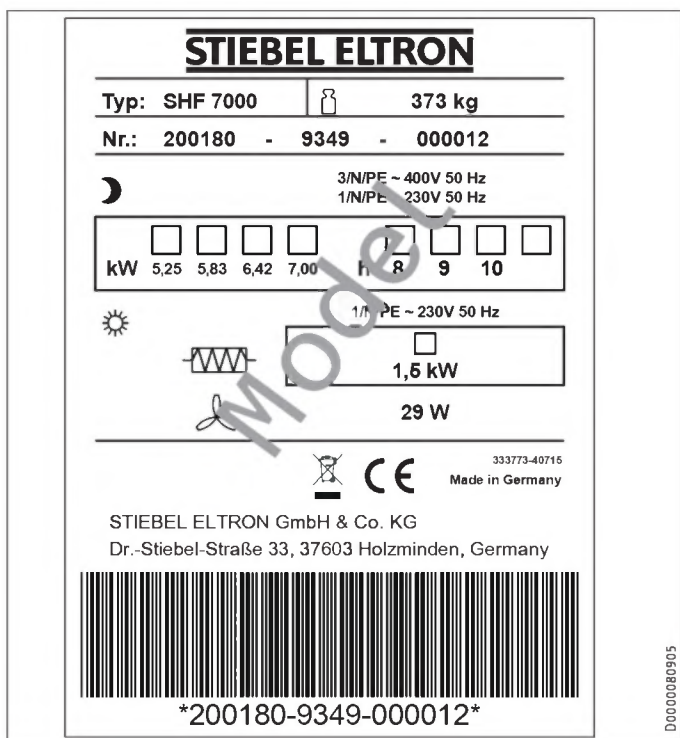 STIEBEL ELTRON
Typ: SHF 7000 373 kg
Nr.: 200180 - 9349 - 000012
3/N/PE ~ 400V 50 Hz
1/N/PE ~ 230V 50 Hz
kW 5,25 5,83 6,42 7,00 h 8 9 10
1/N/PE ~ 230V 50 Hz
1,5 kW
29 W
Model
CE
333773-40715
Made in Germany
STIEBEL ELTRON GmbH & Co. KG
Dr.-Stiebel-Straße 33, 37603 Holzminden, Germany
*200180-9349-000012*
D0000080905